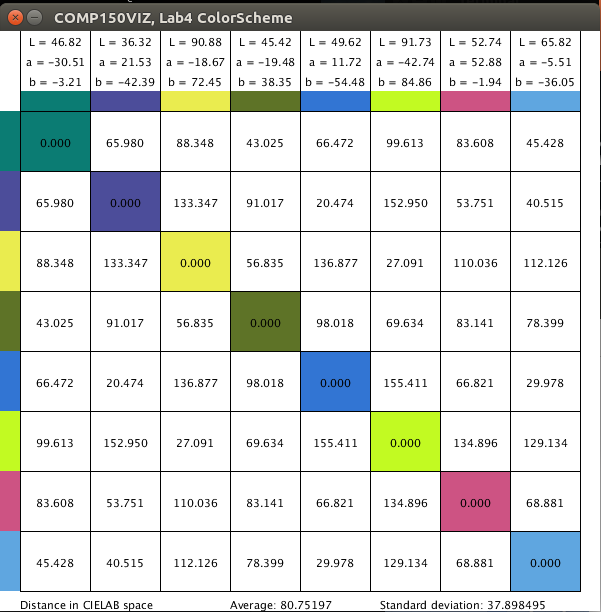 COMP150VIZ, Lab4 ColorScheme
L = 46.82 L = 36.32 L = 90.88 L = 45.42 L = 49.62 L = 91.73 L = 52.74 L = 65.82
a = -30.51 a = 21.53 a = -18.67 a = -19.48 a = 11.72 a = -42.74 a = 52.88 a = -5.51
b = -3.21 b = -42.39 b = 72.45 b = 38.35 b = -54.48 b = 84.86 b = -1.94 b = -36.05
0.000 65.980 88.348 43.025 66.472 99.613 83.608 45.428
65.980 0.000 133.347 91.017 20.474 152.950 53.751 40.515
88.348 133.347 0.000 56.835 136.877 27.091 110.036 112.126
43.025 91.017 56.835 0.000 98.018 69.634 83.141 78.399
66.472 20.474 136.877 98.018 0.000 155.411 66.821 29.978
99.613 152.950 27.091 69.634 155.411 0.000 134.896 129.134
83.608 53.751 110.036 83.141 66.821 134.896 0.000 68.881
45.428 40.515 112.126 78.399 29.978 129.134 68.881 0.000
Distance in CIELAB space Average: 80.75197 Standard deviation: 37.898495